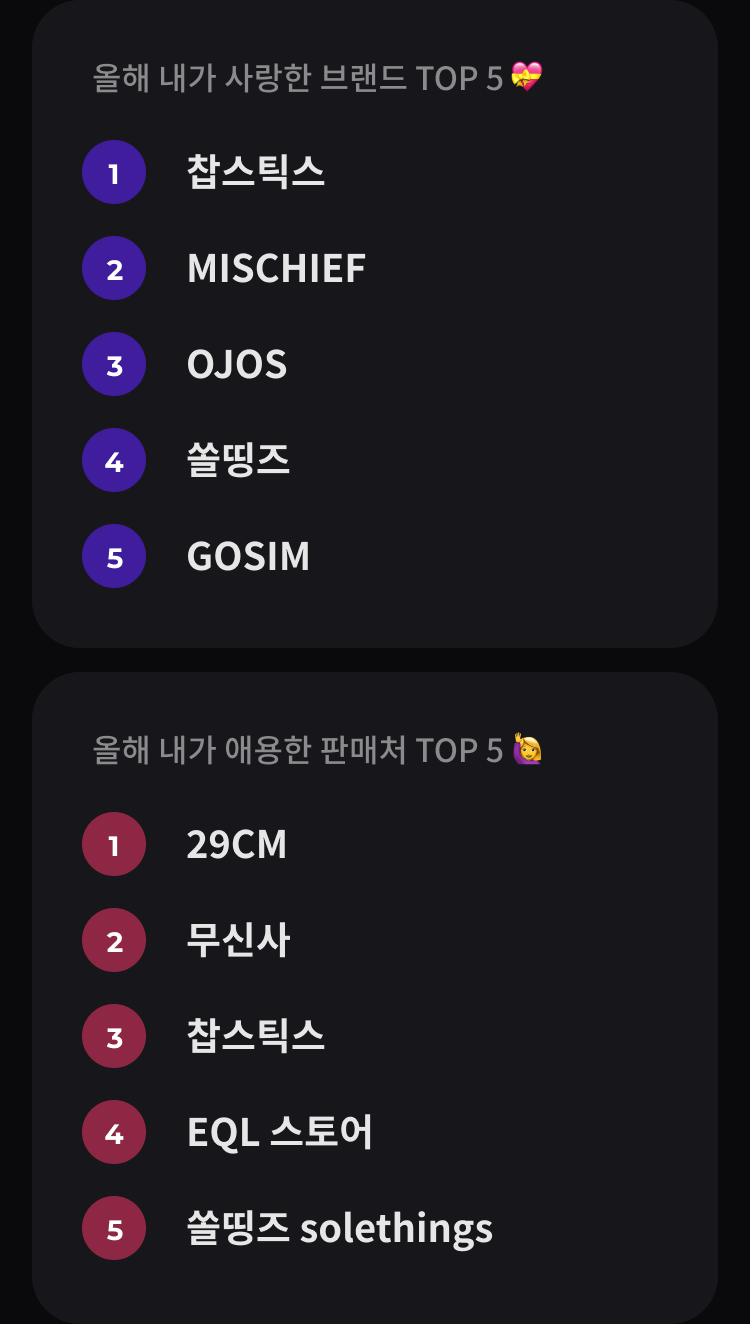 올해 내가 사랑한 브랜드 TOP 5 💝
1 찹스틱스
2 MISCHIEF
3 OJOS
4 쏠띵즈
5 GOSIM
올해 내가 애용한 판매처 TOP 5 🙋‍♀️
1 29CM
2 무신사
3 찹스틱스
4 EQL 스토어
5 쏠띵즈 solethings